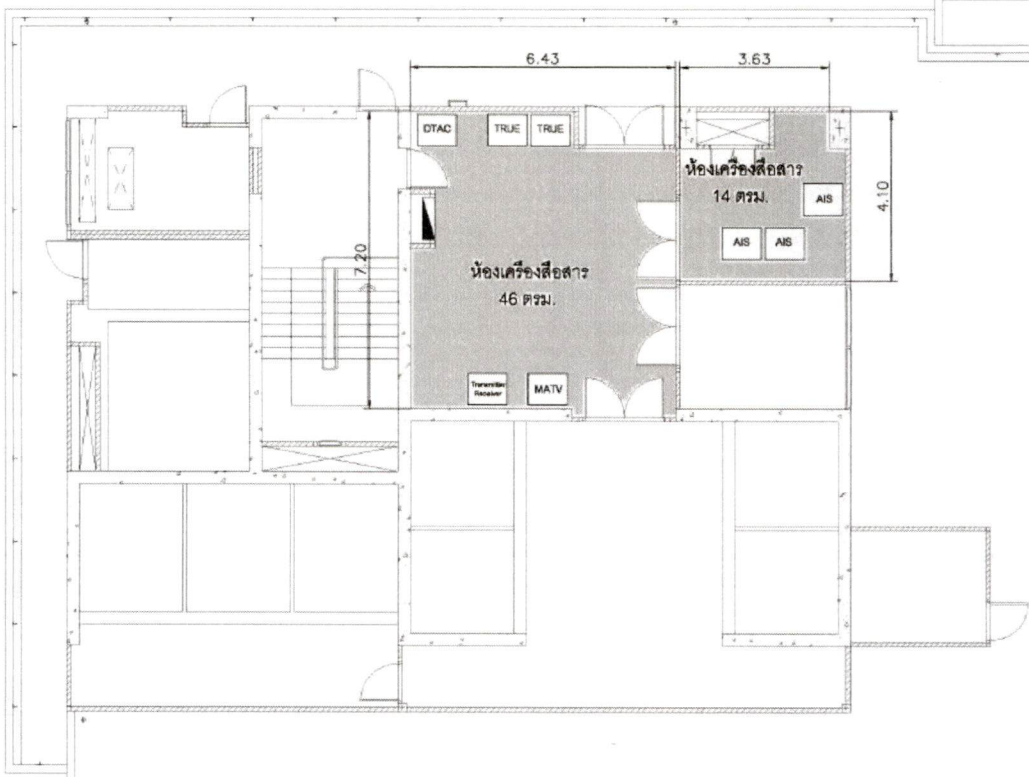 6.43
3.63
DTAC
TRUE
TRUE
ห้องเครื่องสื่อสาร
14 ตรม.
AIS
4.10
AIS
AIS
7.20
ห้องเครื่องสื่อสาร
46 ตรม.
Transmitter
Receiver
MATV